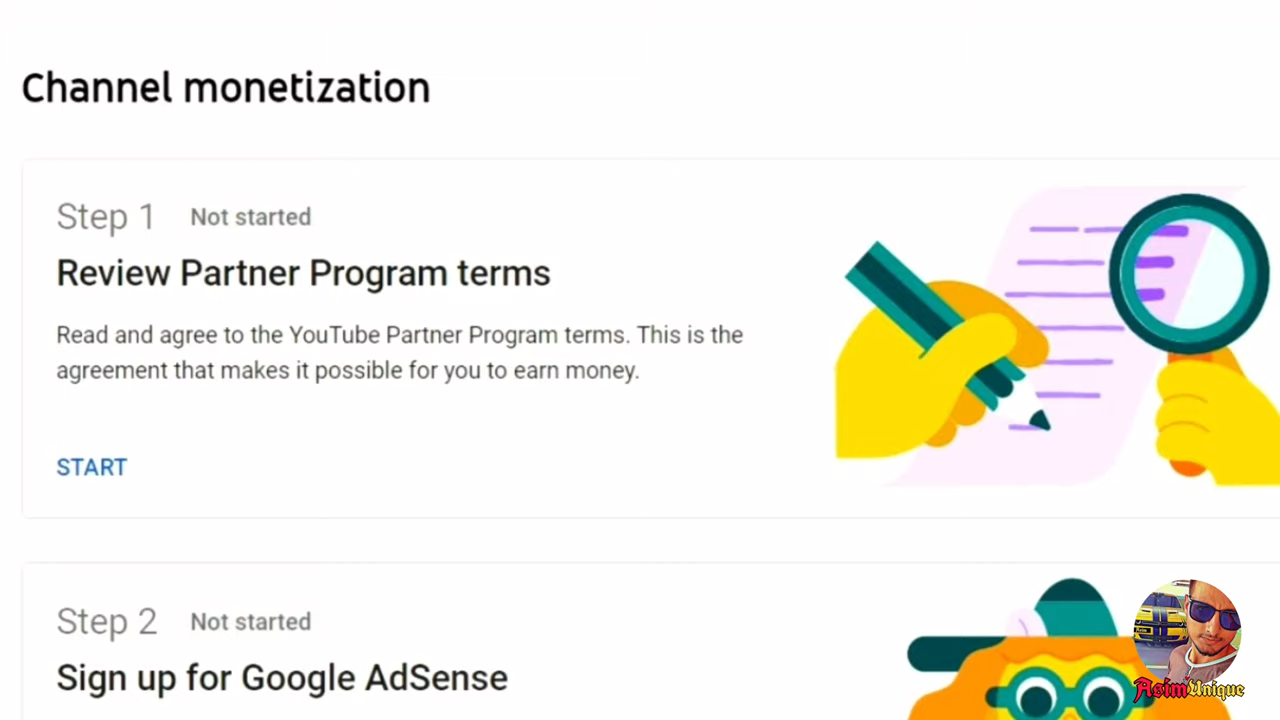 Channel monetization
Step 1 Not started
Review Partner Program terms
Read and agree to the YouTube Partner Program terms. This is the
agreement that makes it possible for you to earn money.
START
Step 2 Not started
Sign up for Google AdSense
AsimUnique